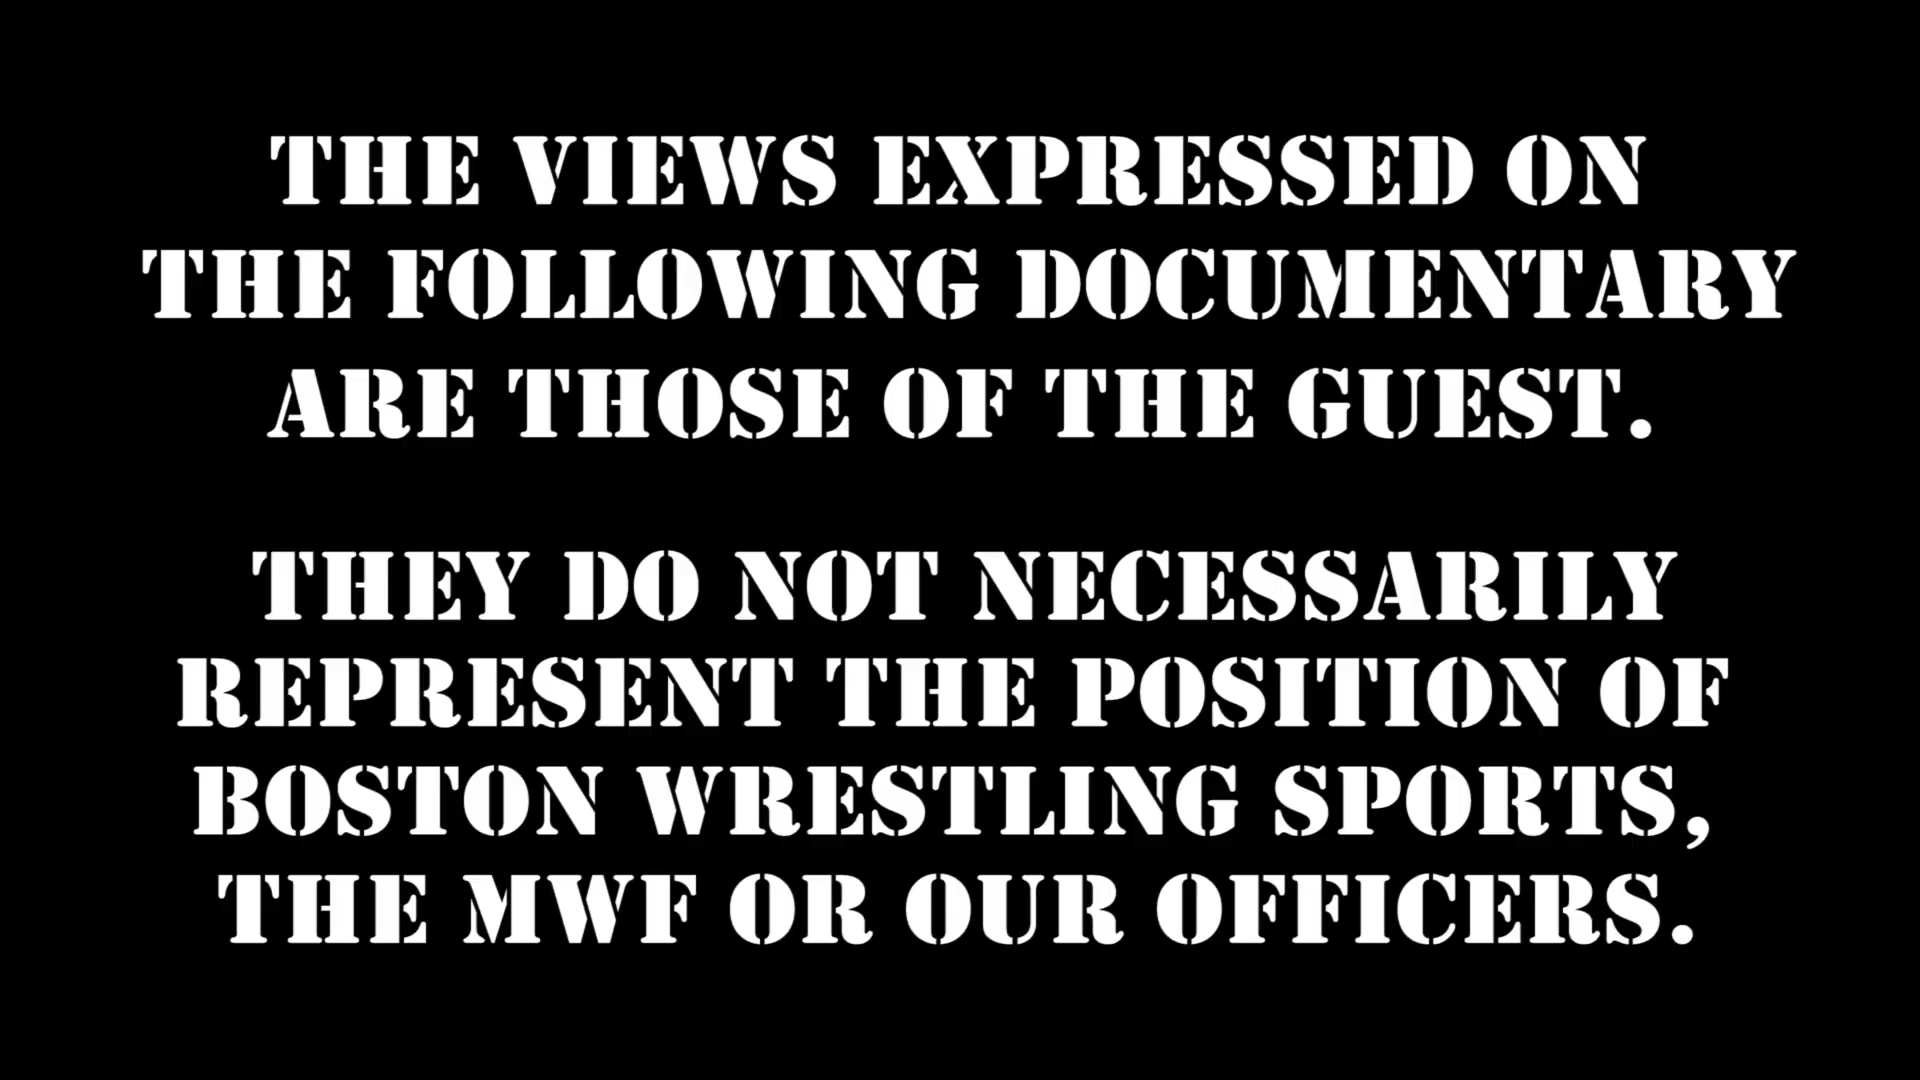 THE VIEWS EXPRESSED ON
THE FOLLOWING DOCUMENTARY
ARE THOSE OF THE GUEST.
THEY DO NOT NECESSARILY
REPRESENT THE POSITION OF
BOSTON WRESTLING SPORTS,
THE MWF OR OUR OFFICERS.